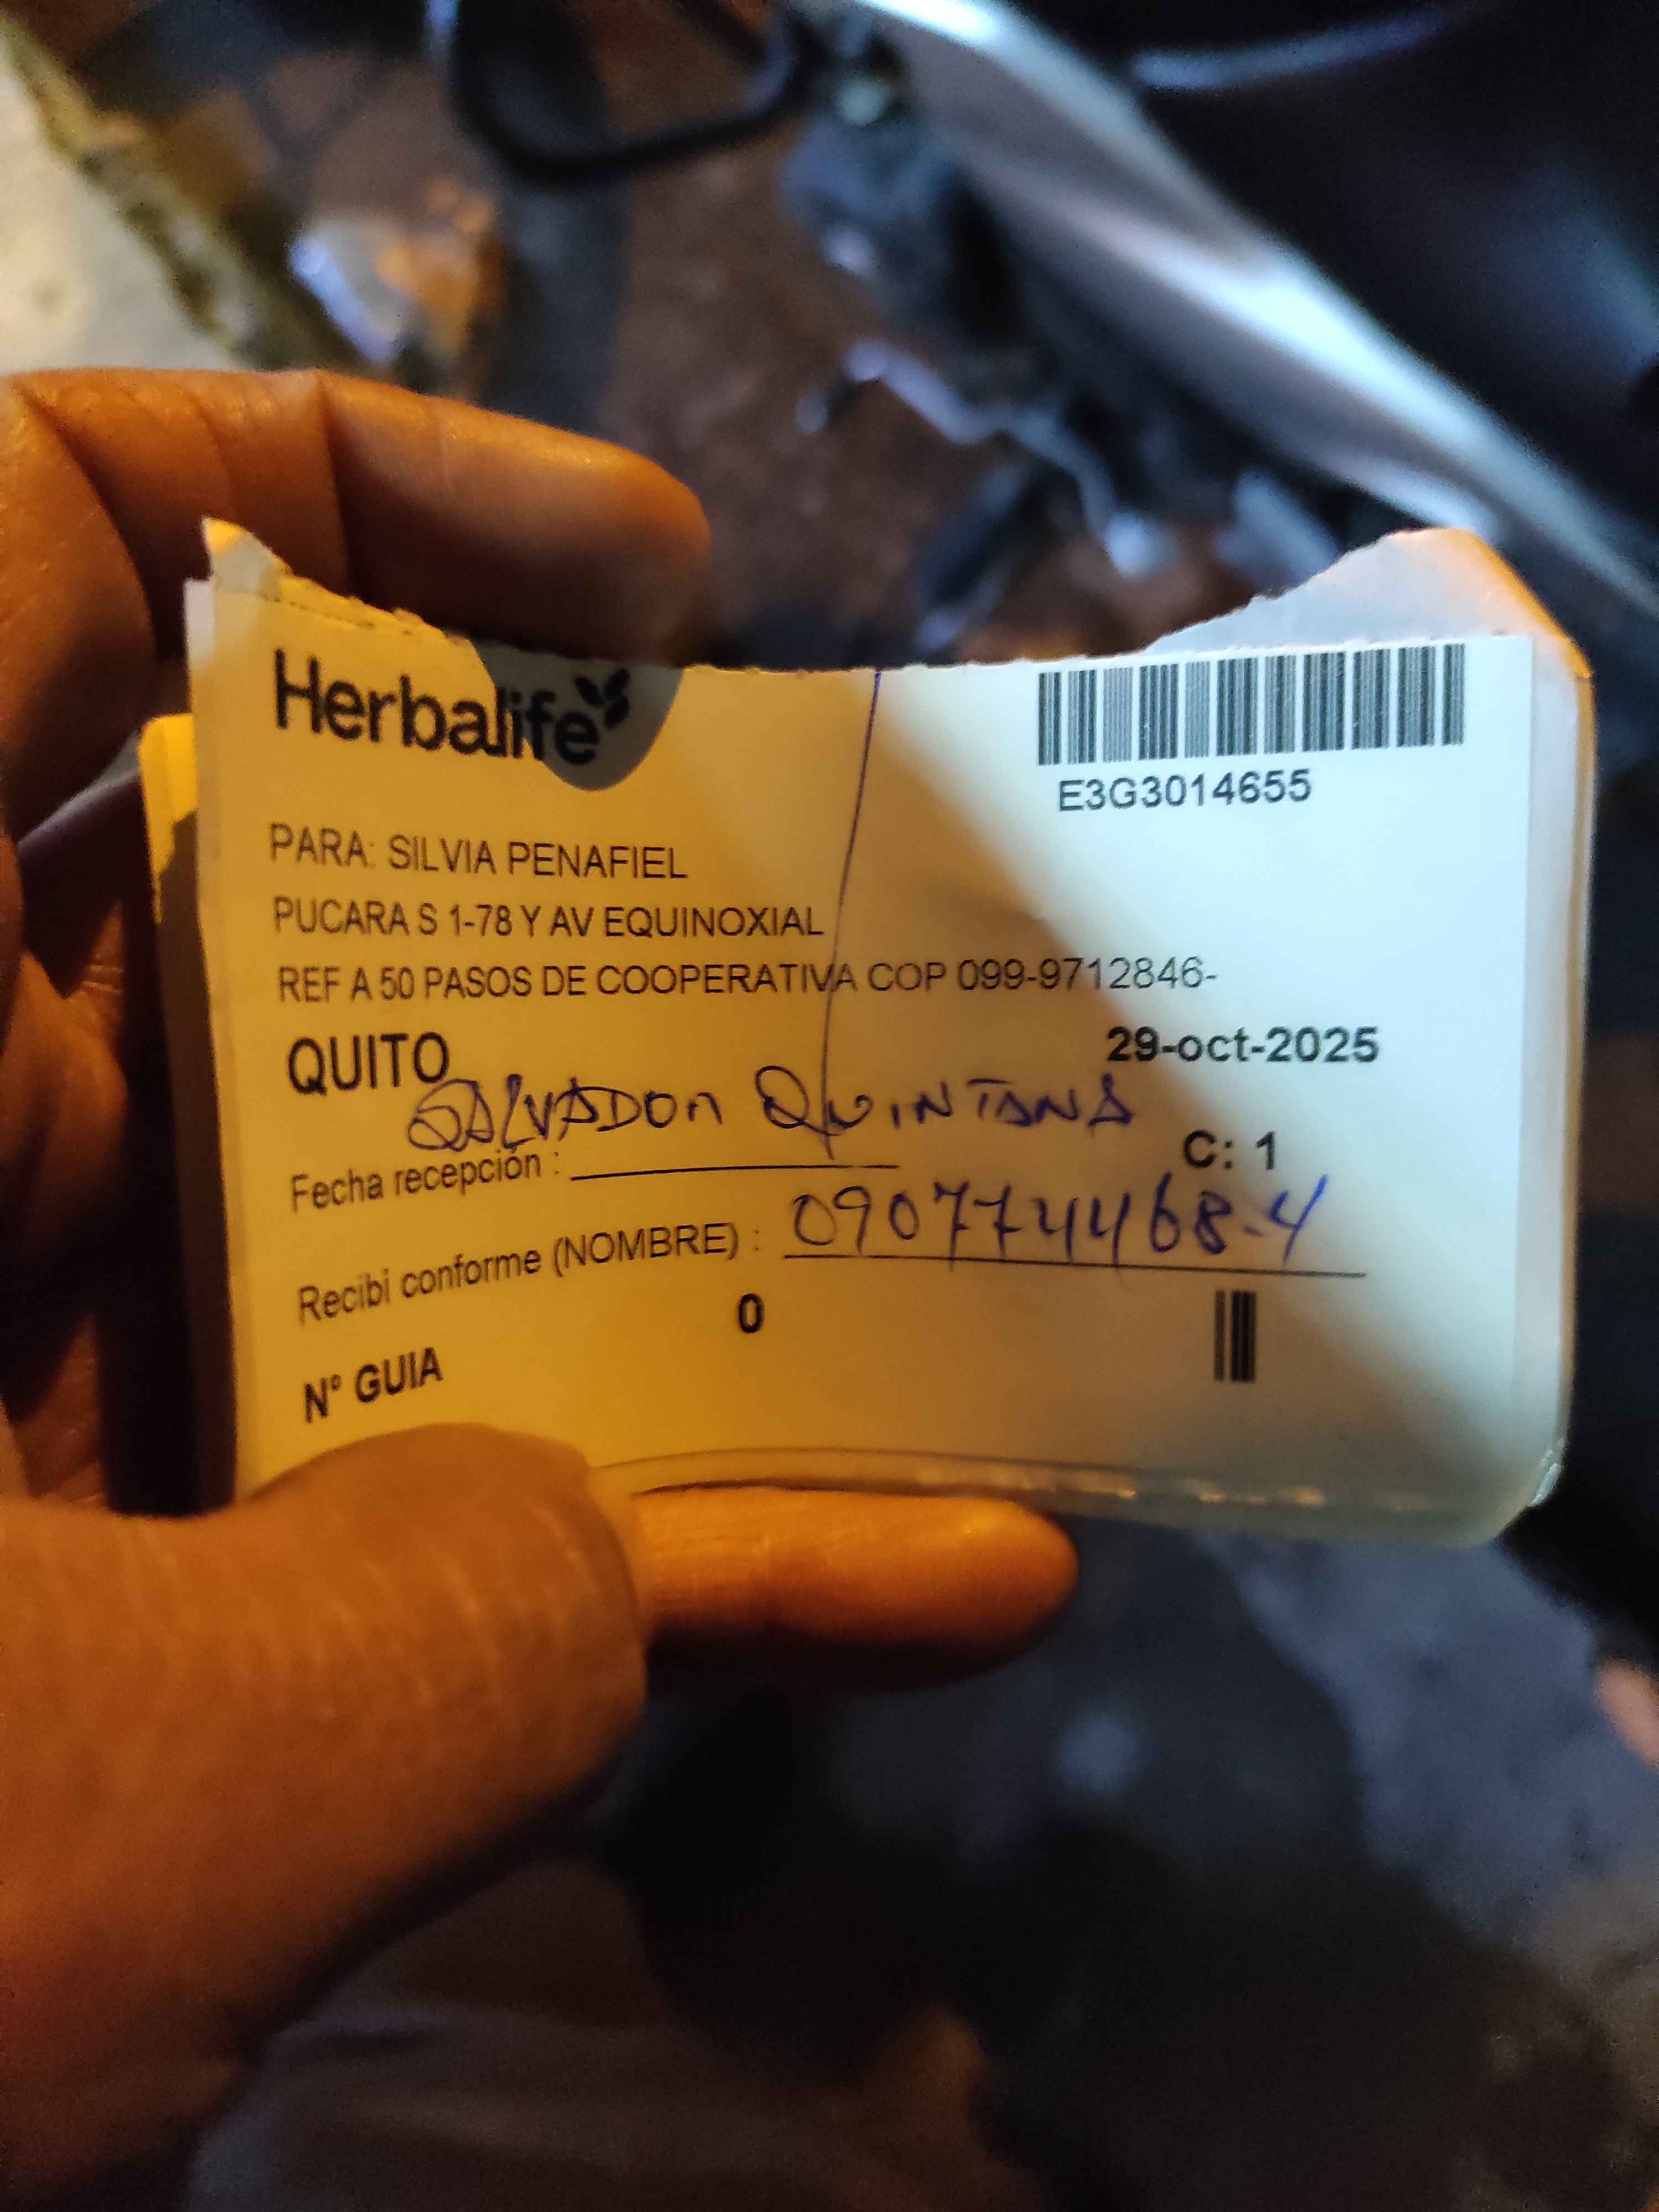 Herbalife
E3G3014655
PARA: SILVIA PENAFIEL
PUCARA S 1-78 Y AV EQUINOXIAL
REF A 50 PASOS DE COOPERATIVA COP 099-9712846-
QUITO
29-oct-2025
SALVADOR QUINTANA
Fecha recepción :
C: 1
Recibi conforme (NOMBRE) : 090774468-4
0
N° GUIA